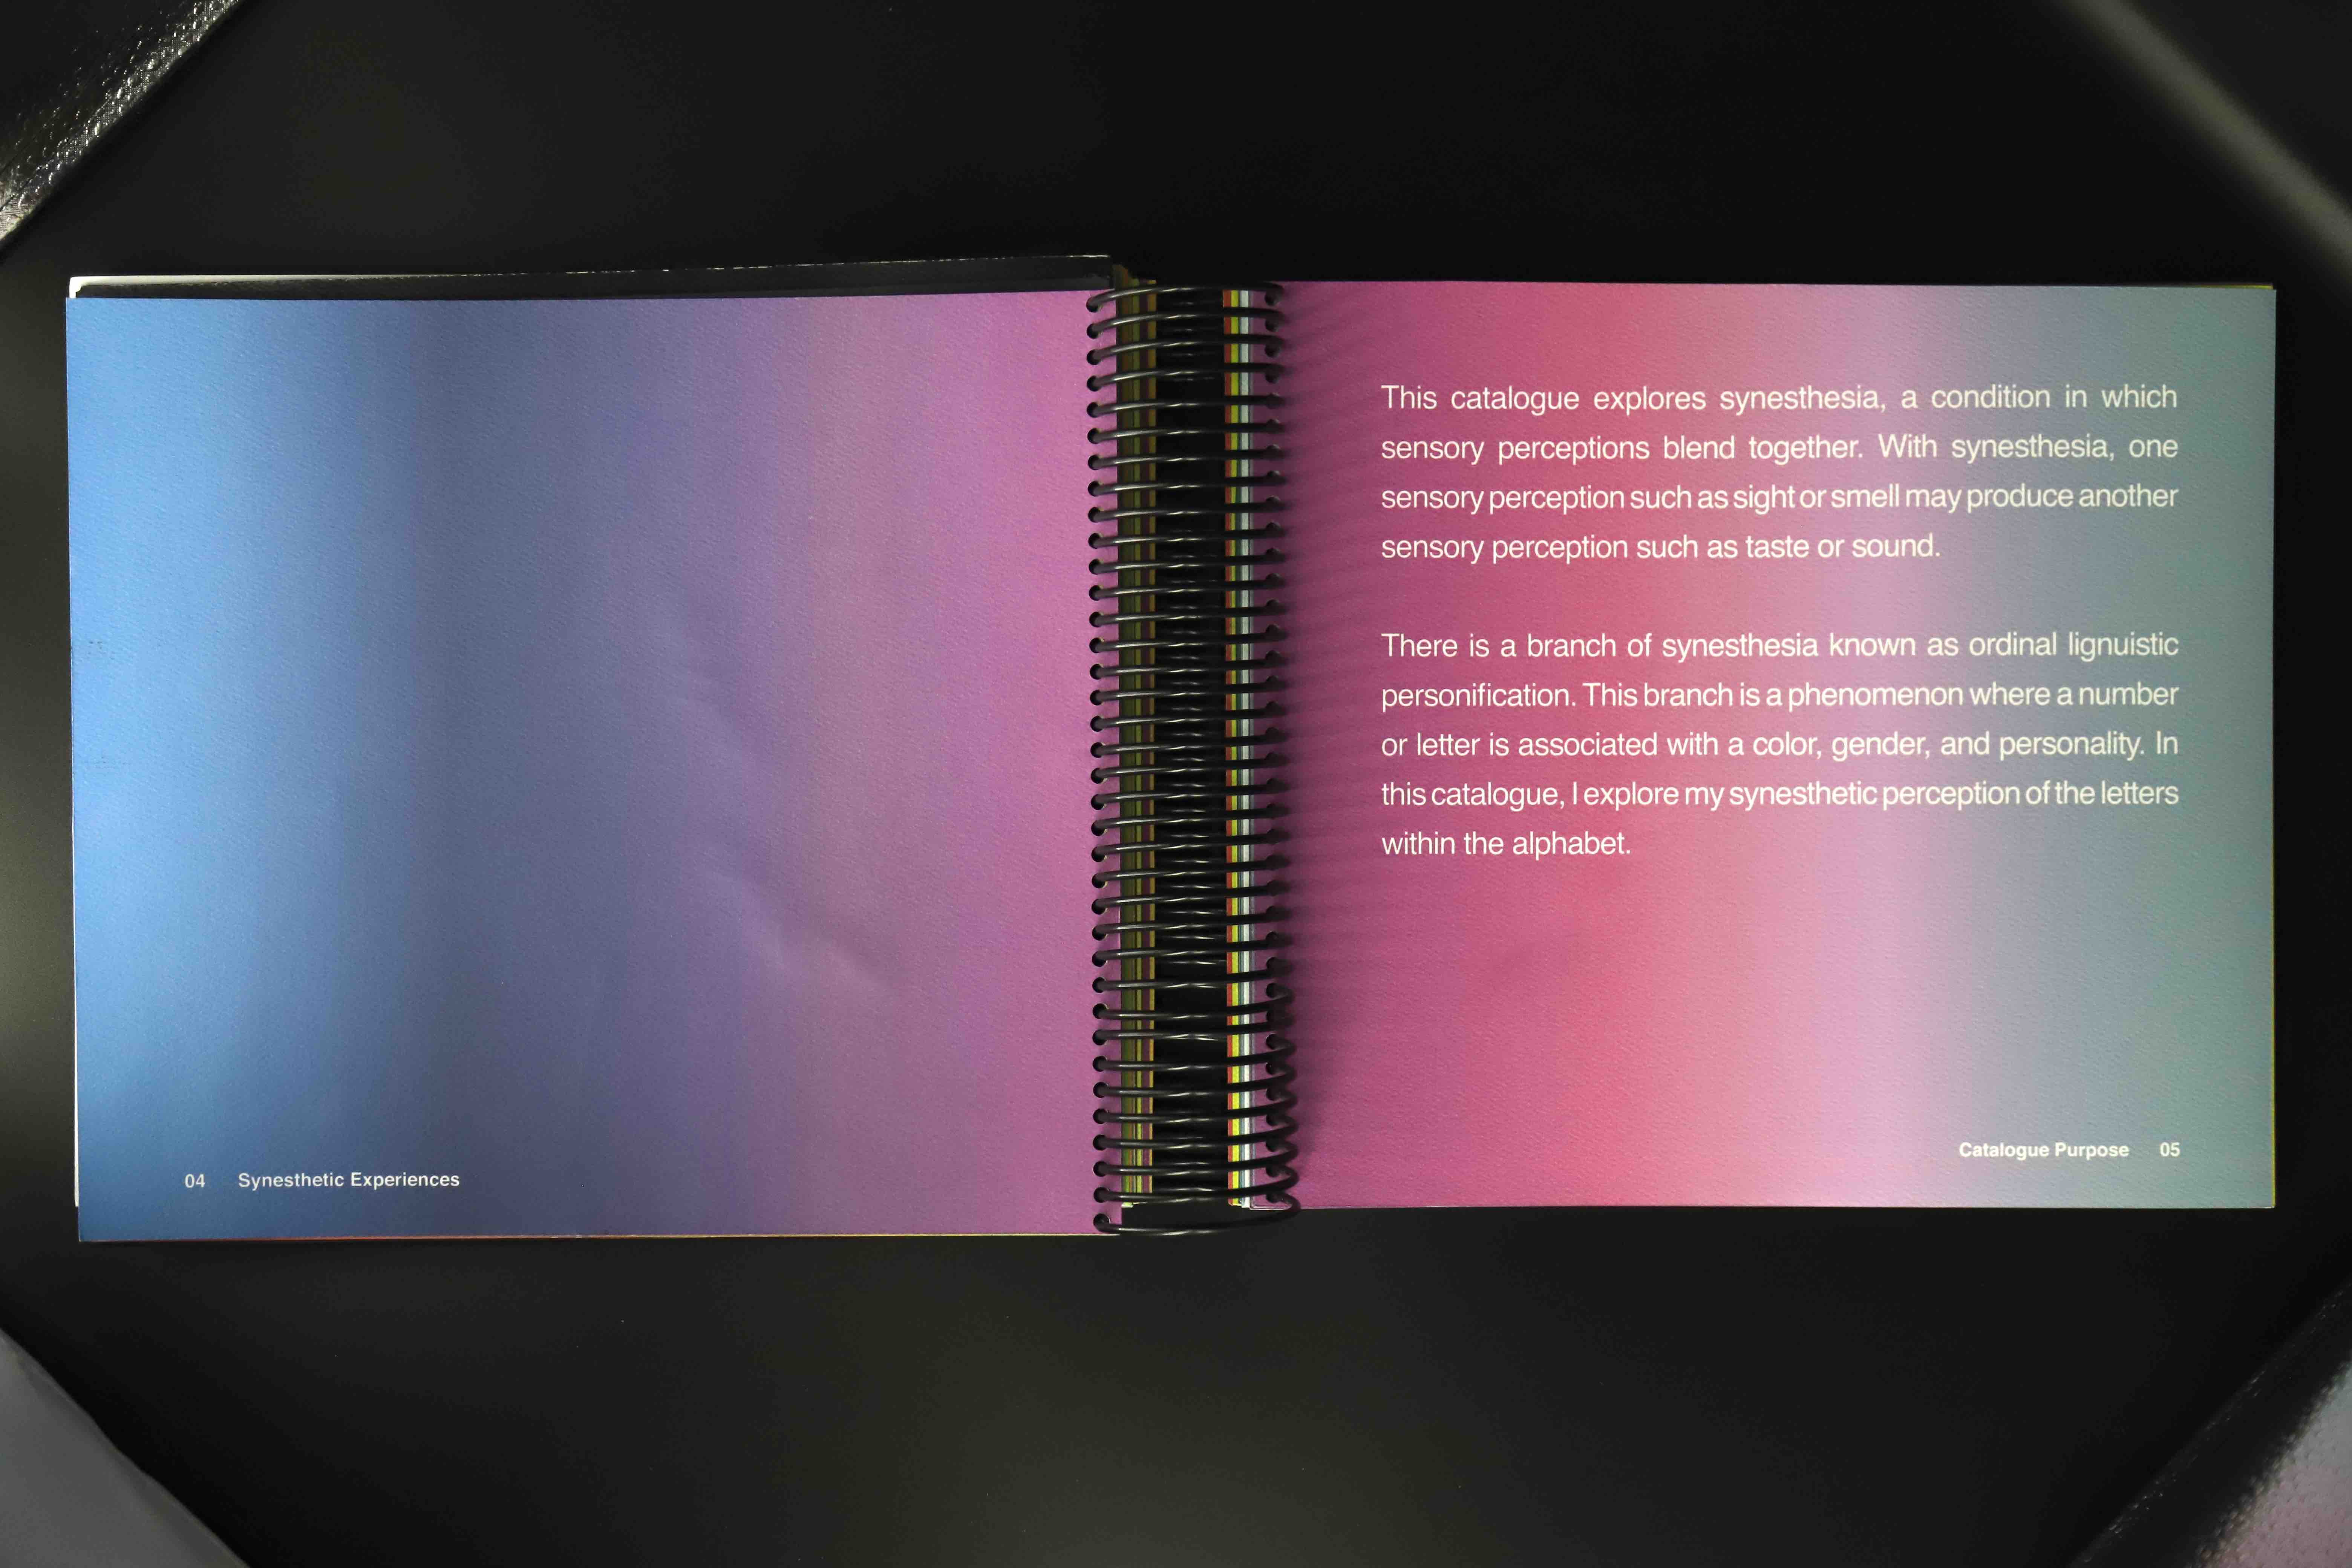 04 Synesthetic Experiences
This catalogue explores synesthesia, a condition in which
sensory perceptions blend together. With synesthesia, one
sensory perception such as sight or smell may produce another
sensory perception such as taste or sound.
There is a branch of synesthesia known as ordinal lignuistic
personification. This branch is a phenomenon where a number
or letter is associated with a color, gender, and personality. In
this catalogue, I explore my synesthetic perception of the letters
within the alphabet.
Catalogue Purpose 05